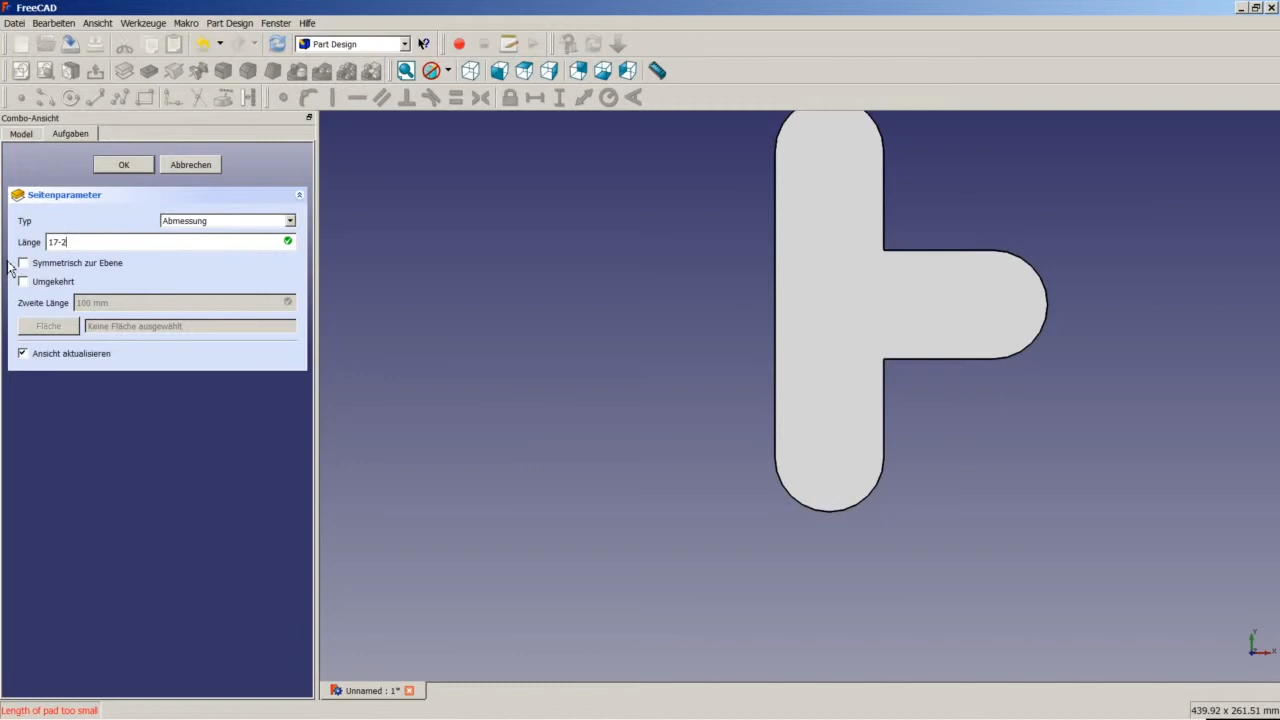 FreeCAD
Datei Bearbeiten Ansicht Werkzeuge Makro Part Design Fenster Hilfe
Part Design
Combo-Ansicht
Model Aufgaben
OK Abbrechen
Seitenparameter
Typ Abmessung
Länge 17-2
Symmetrisch zur Ebene
Umgekehrt
Zweite Länge 100 mm
Fläche Keine Fläche ausgewählt
Ansicht aktualisieren
Y
Z X
Unnamed : 1*
Length of pad too small 439.92 x 261.51 mm